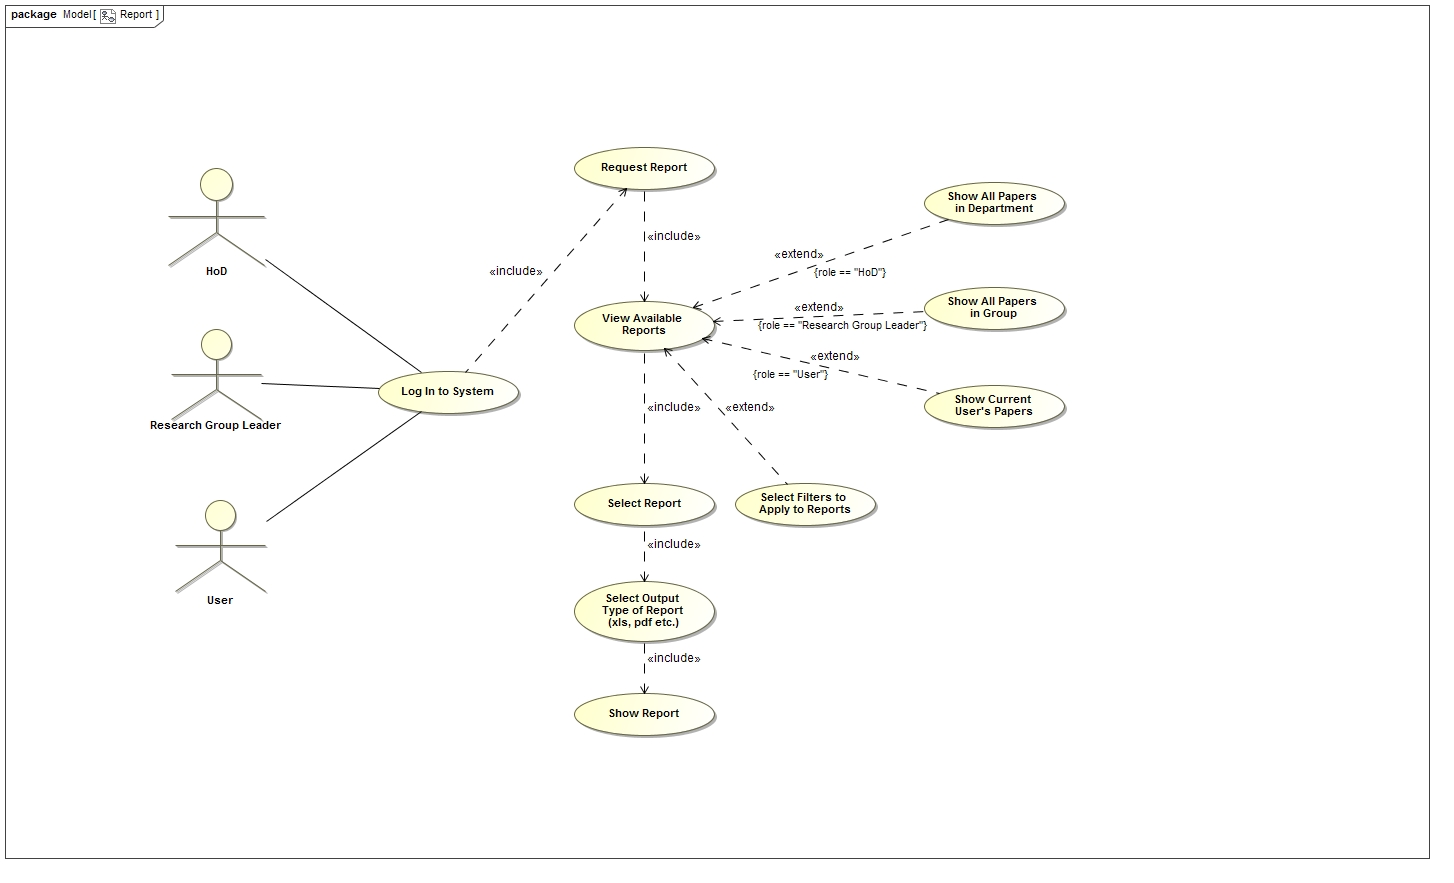 package Model[ Report ]
Request Report
Show All Papers
in Department
«include»
«extend»
{role == "HoD"}
HoD
«include»
Show All Papers
in Group
«extend»
{role == "Research Group Leader"}
View Available
Reports
«extend»
{role == "User"}
Log In to System
Show Current
User's Papers
«include»
«extend»
Research Group Leader
Select Report
Select Filters to
Apply to Reports
«include»
User
Select Output
Type of Report
(xls, pdf etc.)
«include»
Show Report